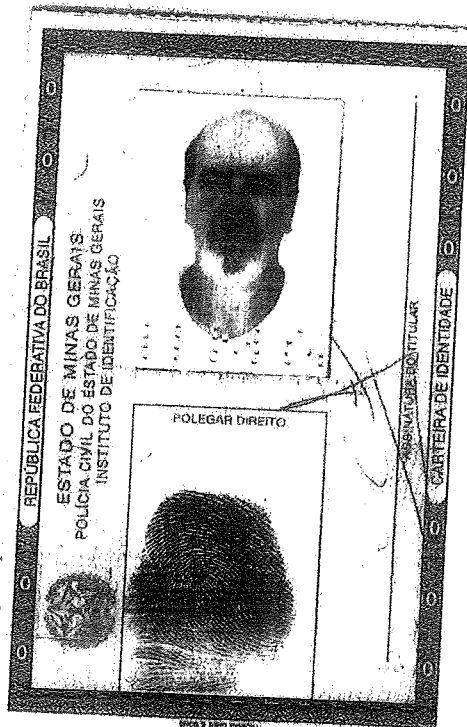 REPÚBLICA FEDERATIVA DO BRASIL
ESTADO DE MINAS GERAIS
POLÍCIA CIVIL DO ESTADO DE MINAS GERAIS
INSTITUTO DE IDENTIFICAÇÃO
POLEGAR DIREITO
ASSINATURA DO TITULAR
CARTEIRA DE IDENTIDADE